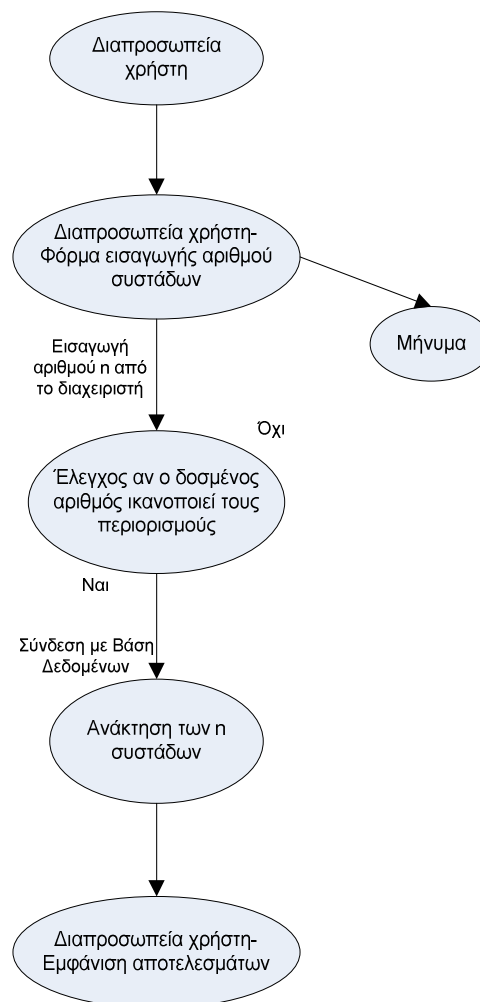 Διαπροσωπεία
χρήστη
Διαπροσωπεία χρήστη-
Φόρμα εισαγωγής αριθμού
συστάδων
Μήνυμα
Εισαγωγή
αριθμού n από
το διαχειριστή
Όχι
Έλεγχος αν ο δοσμένος
αριθμός ικανοποιεί τους
περιορισμούς
Ναι
Σύνδεση με Βάση
Δεδομένων
Ανάκτηση των n
συστάδων
Διαπροσωπεία χρήστη-
Εμφάνιση αποτελεσμάτων